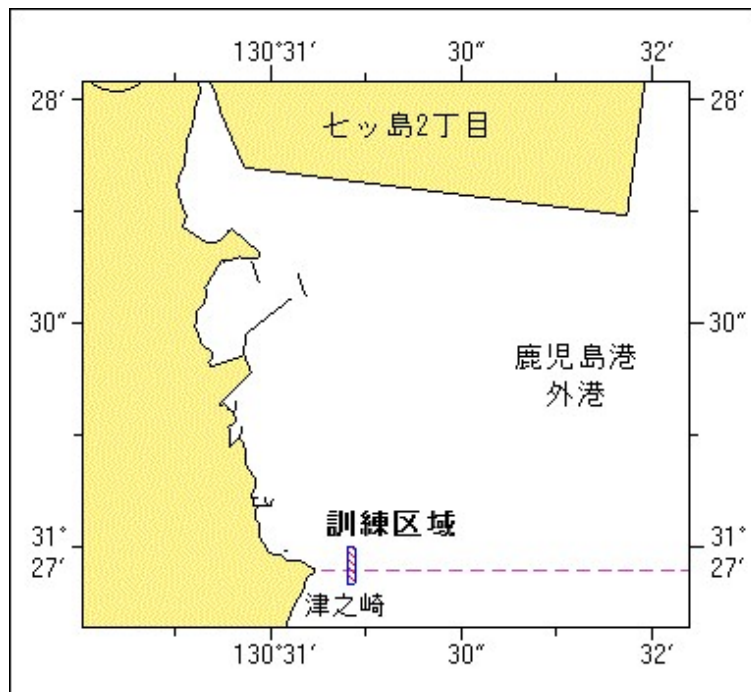 130°31′ 30″ 32′
28′ 28′
七ッ島2丁目
30″ 30″
鹿児島港
外港
訓練区域
31° 31°
27′ 27′
津之崎
130°31′ 30″ 32′